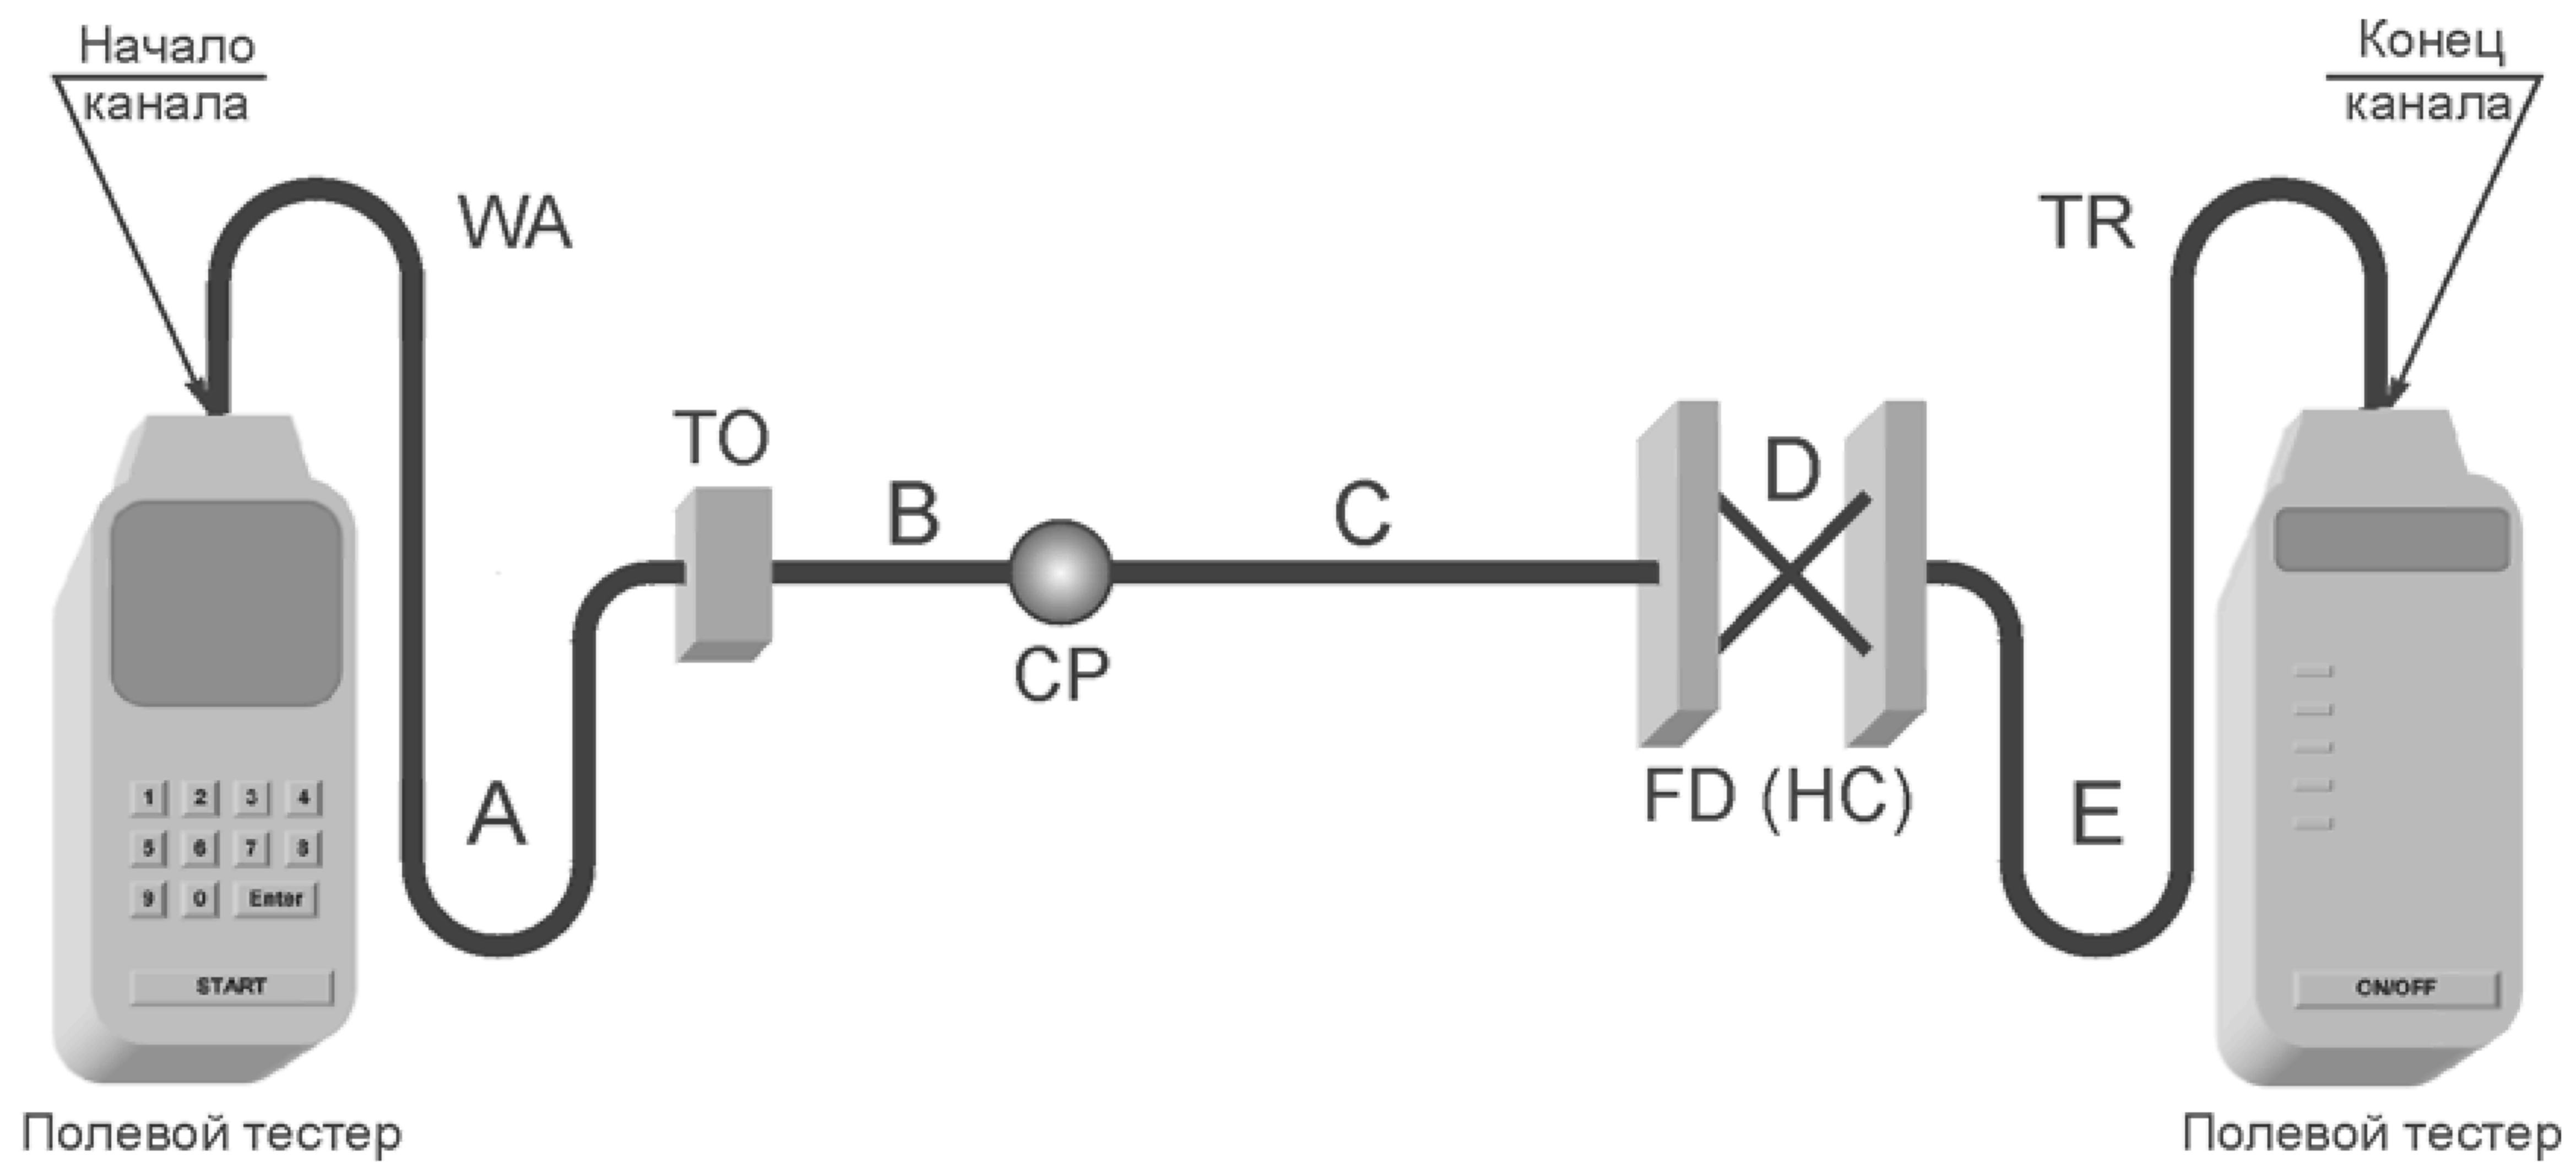 Начало
канала
Конец
канала
WA
TR
TO
B
C
D
CP
FD (HC)
A
E
1 2 3 4
5 6 7 8
9 0 Enter
START
ON/OFF
Полевой тестер
Полевой тестер